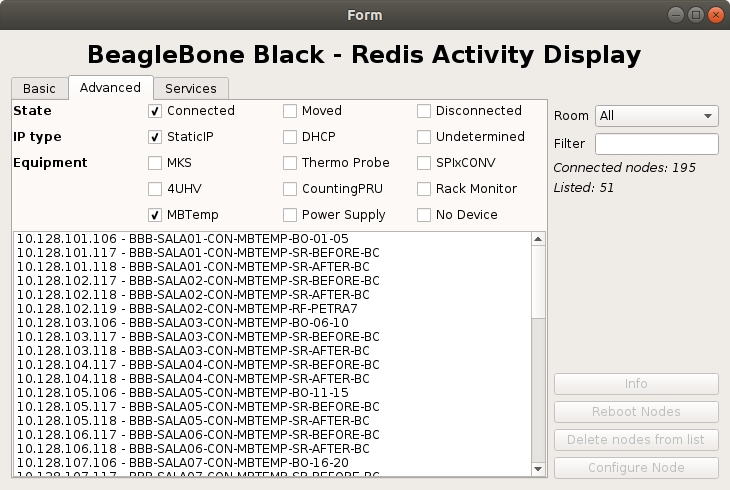 Form
BeagleBone Black - Redis Activity Display
Basic Advanced Services
State Connected Moved Disconnected
IP type StaticIP DHCP Undetermined
Equipment MKS Thermo Probe SPIxCONV
4UHV CountingPRU Rack Monitor
MBTemp Power Supply No Device
Room All
Filter
Connected nodes: 195
Listed: 51
10.128.101.106 - BBB-SALA01-CON-MBTEMP-BO-01-05
10.128.101.117 - BBB-SALA01-CON-MBTEMP-SR-BEFORE-BC
10.128.101.118 - BBB-SALA01-CON-MBTEMP-SR-AFTER-BC
10.128.102.117 - BBB-SALA02-CON-MBTEMP-SR-BEFORE-BC
10.128.102.118 - BBB-SALA02-CON-MBTEMP-SR-AFTER-BC
10.128.102.119 - BBB-SALA02-CON-MBTEMP-RF-PETRA7
10.128.103.106 - BBB-SALA03-CON-MBTEMP-BO-06-10
10.128.103.117 - BBB-SALA03-CON-MBTEMP-SR-BEFORE-BC
10.128.103.118 - BBB-SALA03-CON-MBTEMP-SR-AFTER-BC
10.128.104.117 - BBB-SALA04-CON-MBTEMP-SR-BEFORE-BC
10.128.104.118 - BBB-SALA04-CON-MBTEMP-SR-AFTER-BC
10.128.105.106 - BBB-SALA05-CON-MBTEMP-BO-11-15
10.128.105.117 - BBB-SALA05-CON-MBTEMP-SR-BEFORE-BC
10.128.105.118 - BBB-SALA05-CON-MBTEMP-SR-AFTER-BC
10.128.106.117 - BBB-SALA06-CON-MBTEMP-SR-BEFORE-BC
10.128.106.118 - BBB-SALA06-CON-MBTEMP-SR-AFTER-BC
10.128.107.106 - BBB-SALA07-CON-MBTEMP-BO-16-20
10.128.107.117 - BBB-SALA07-CON-MBTEMP-SR-BEFORE-BC
Info
Reboot Nodes
Delete nodes from list
Configure Node